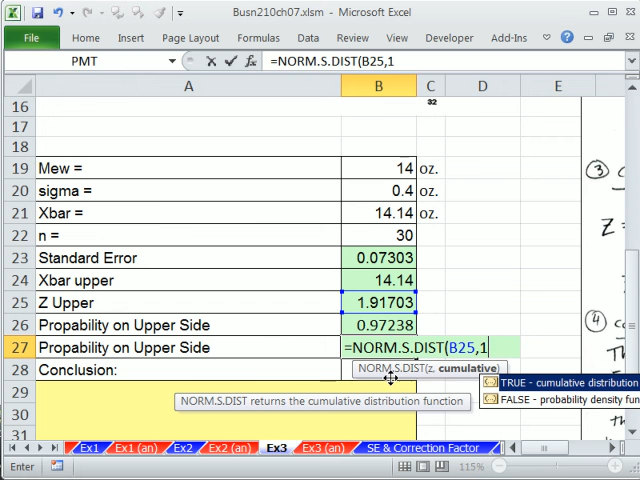 Busn210ch07.xlsm - Microsoft Excel
File Home Insert Page Layout Formulas Data Review View Developer Add-Ins
PMT fx =NORM.S.DIST(B25,1
A B C D E
16 32
17
18
19 Mew = 14 oz.
20 sigma = 0.4 oz.
21 Xbar = 14.14 oz.
22 n = 30
23 Standard Error 0.07303
24 Xbar upper 14.14
25 Z Upper 1.91703
26 Propability on Upper Side 0.97238
27 Propability on Upper Side =NORM.S.DIST(B25,1
28 Conclusion:
NORM.S.DIST(z, cumulative)
TRUE - cumulative distribution
FALSE - probability density fun
29
NORM.S.DIST returns the cumulative distribution function
30
31
3
Z =
4
Ex1 Ex1 (an) Ex2 Ex2 (an) Ex3 Ex3 (an) SE & Correction Factor
Enter 115%